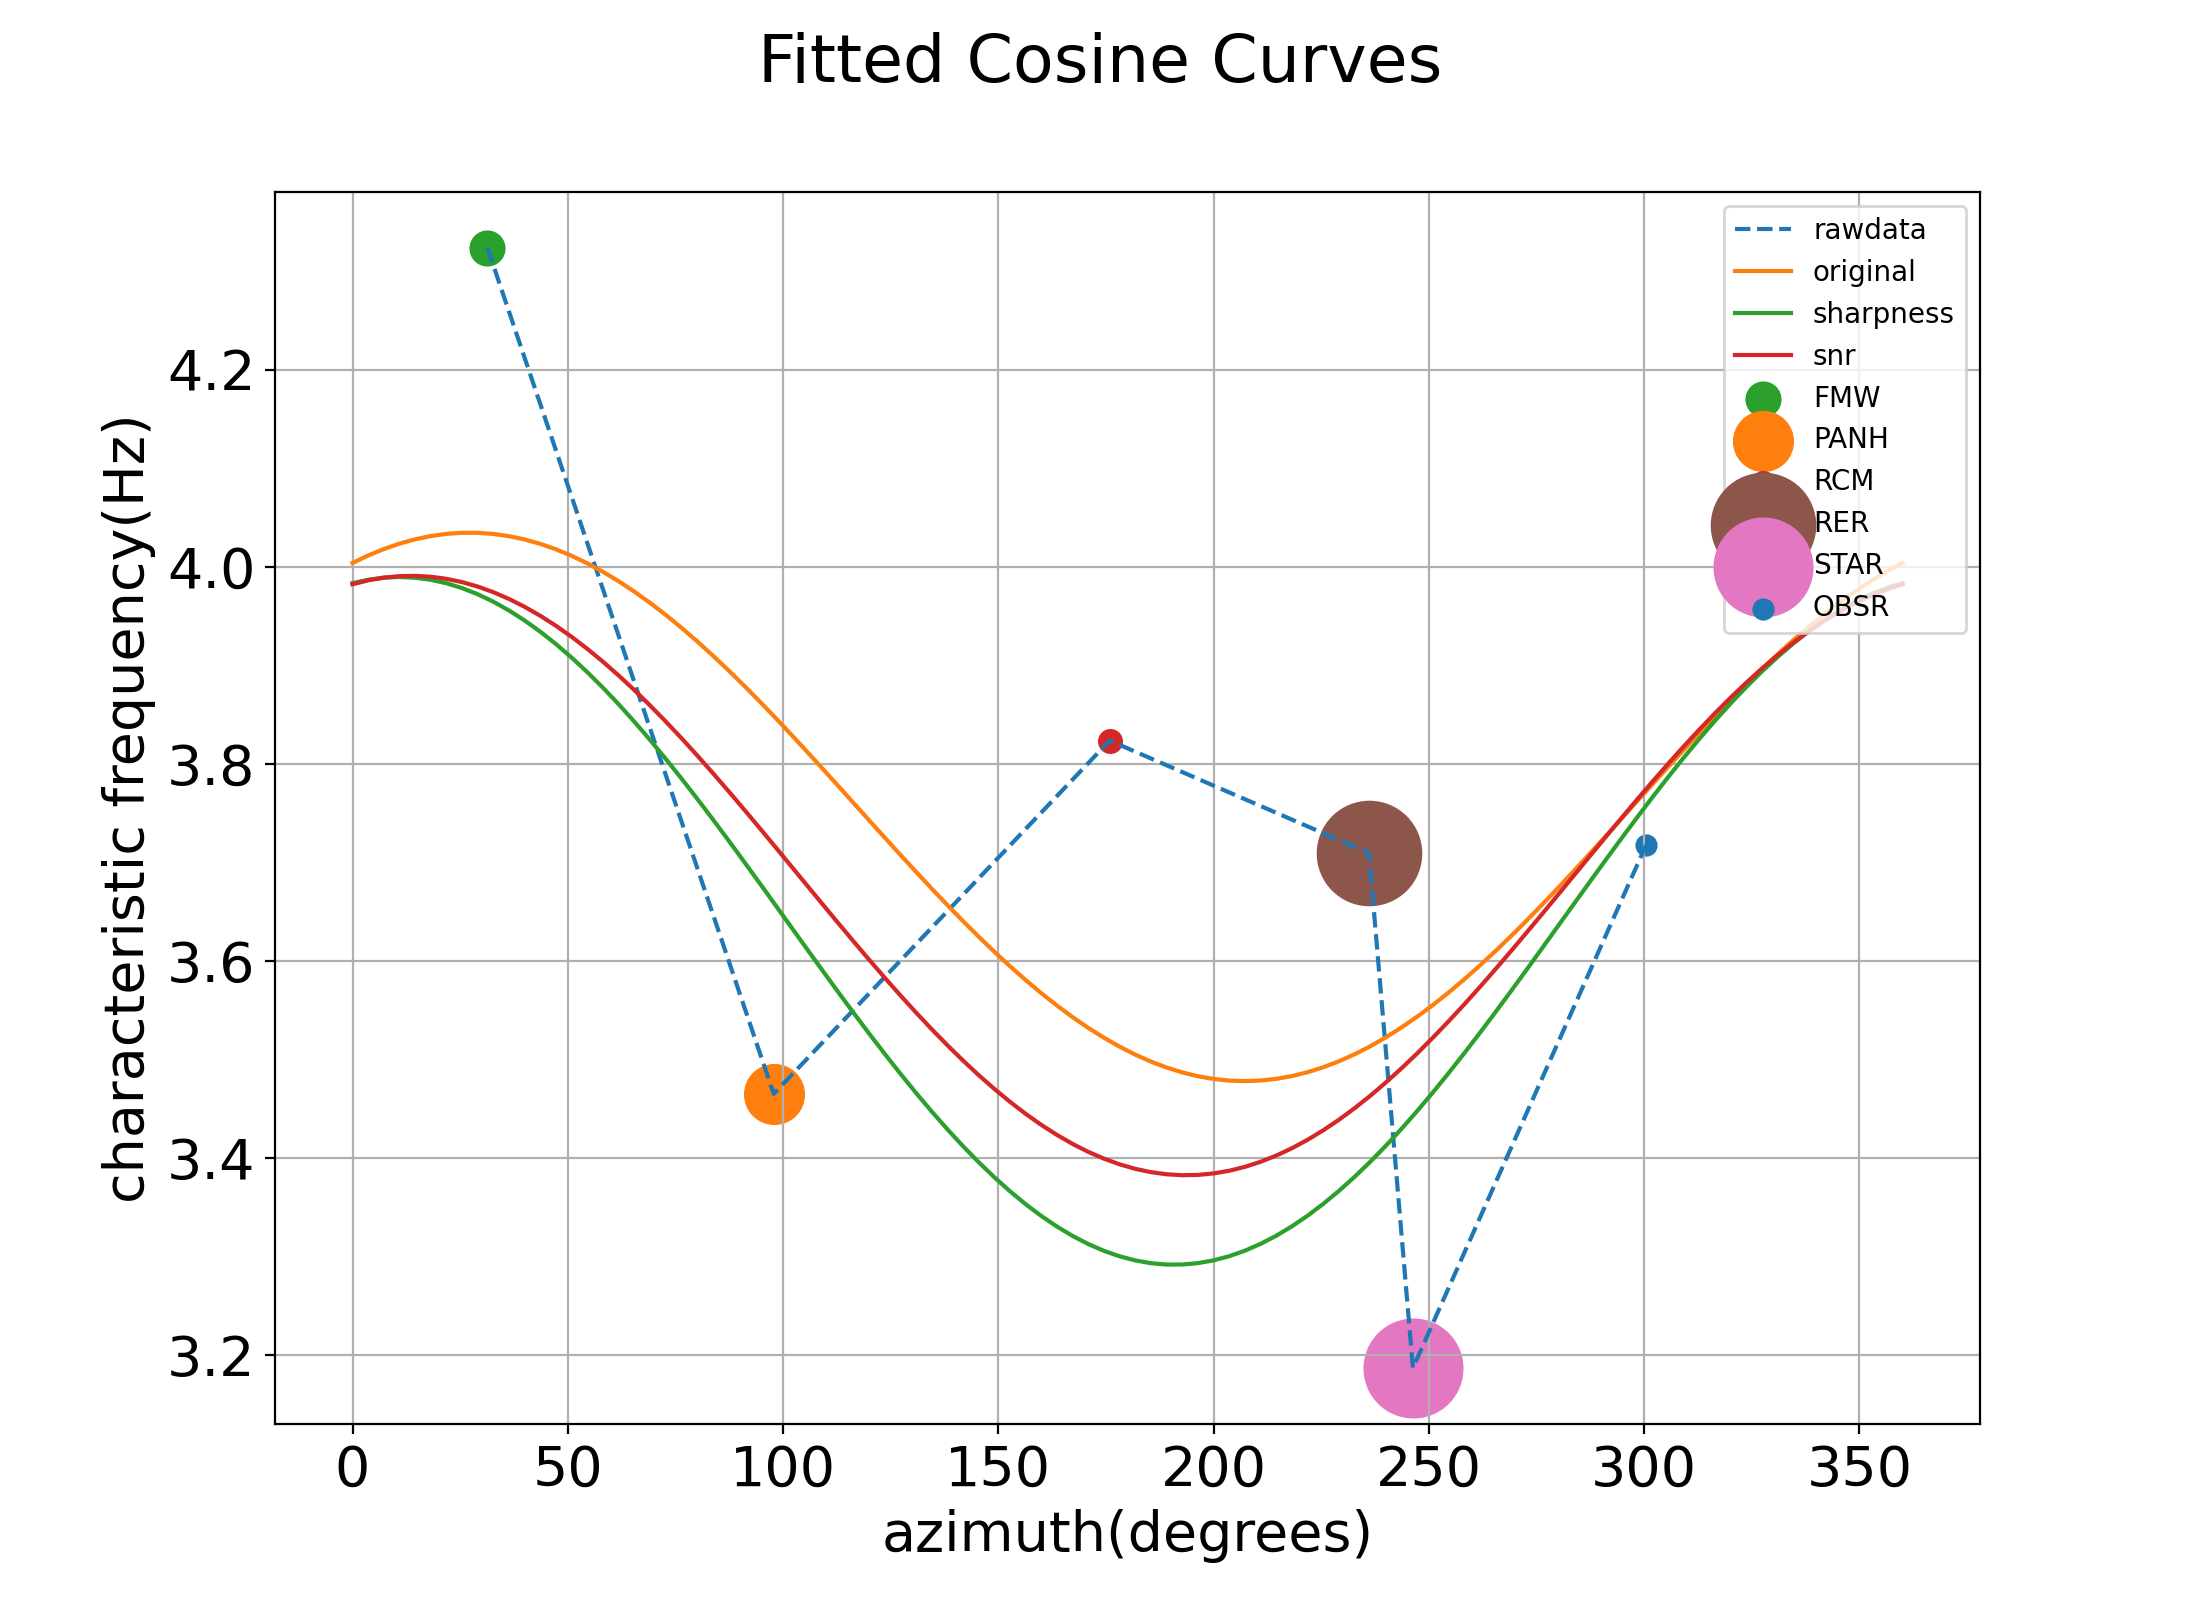 Fitted Cosine Curves
rawdata
original
sharpness
snr
FMW
PANH
RCM
RER
STAR
OBSR
characteristic frequency(Hz)
4.2
4.0
3.8
3.6
3.4
3.2
0 50 100 150 200 250 300 350
azimuth(degrees)